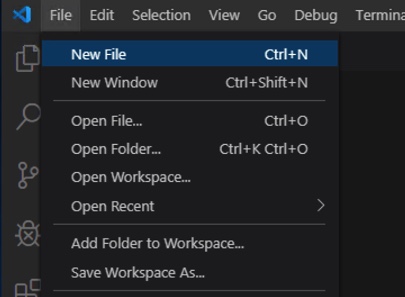 File Edit Selection View Go Debug Termina
New File Ctrl+N
New Window Ctrl+Shift+N
Open File... Ctrl+O
Open Folder... Ctrl+K Ctrl+O
Open Workspace...
Open Recent
Add Folder to Workspace...
Save Workspace As...